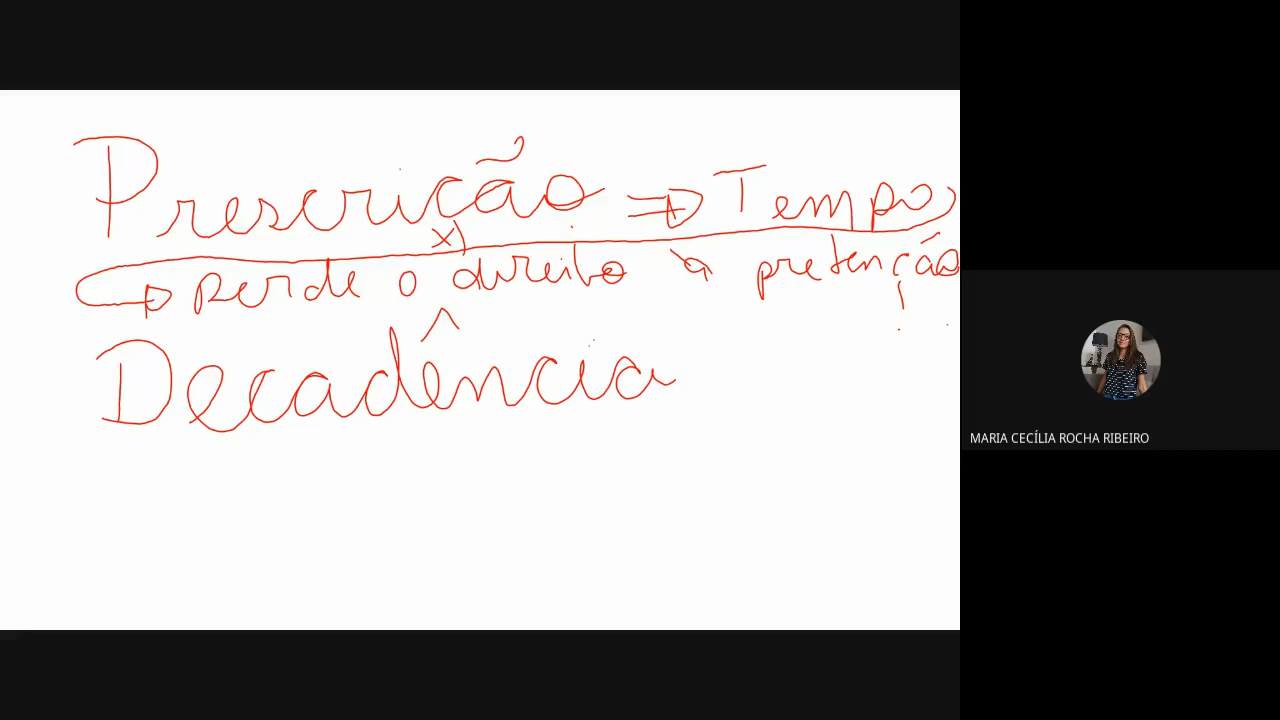 Prescrição => Tempo
↳ perde o direito à pretenção
Decadência
MARIA CECÍLIA ROCHA RIBEIRO